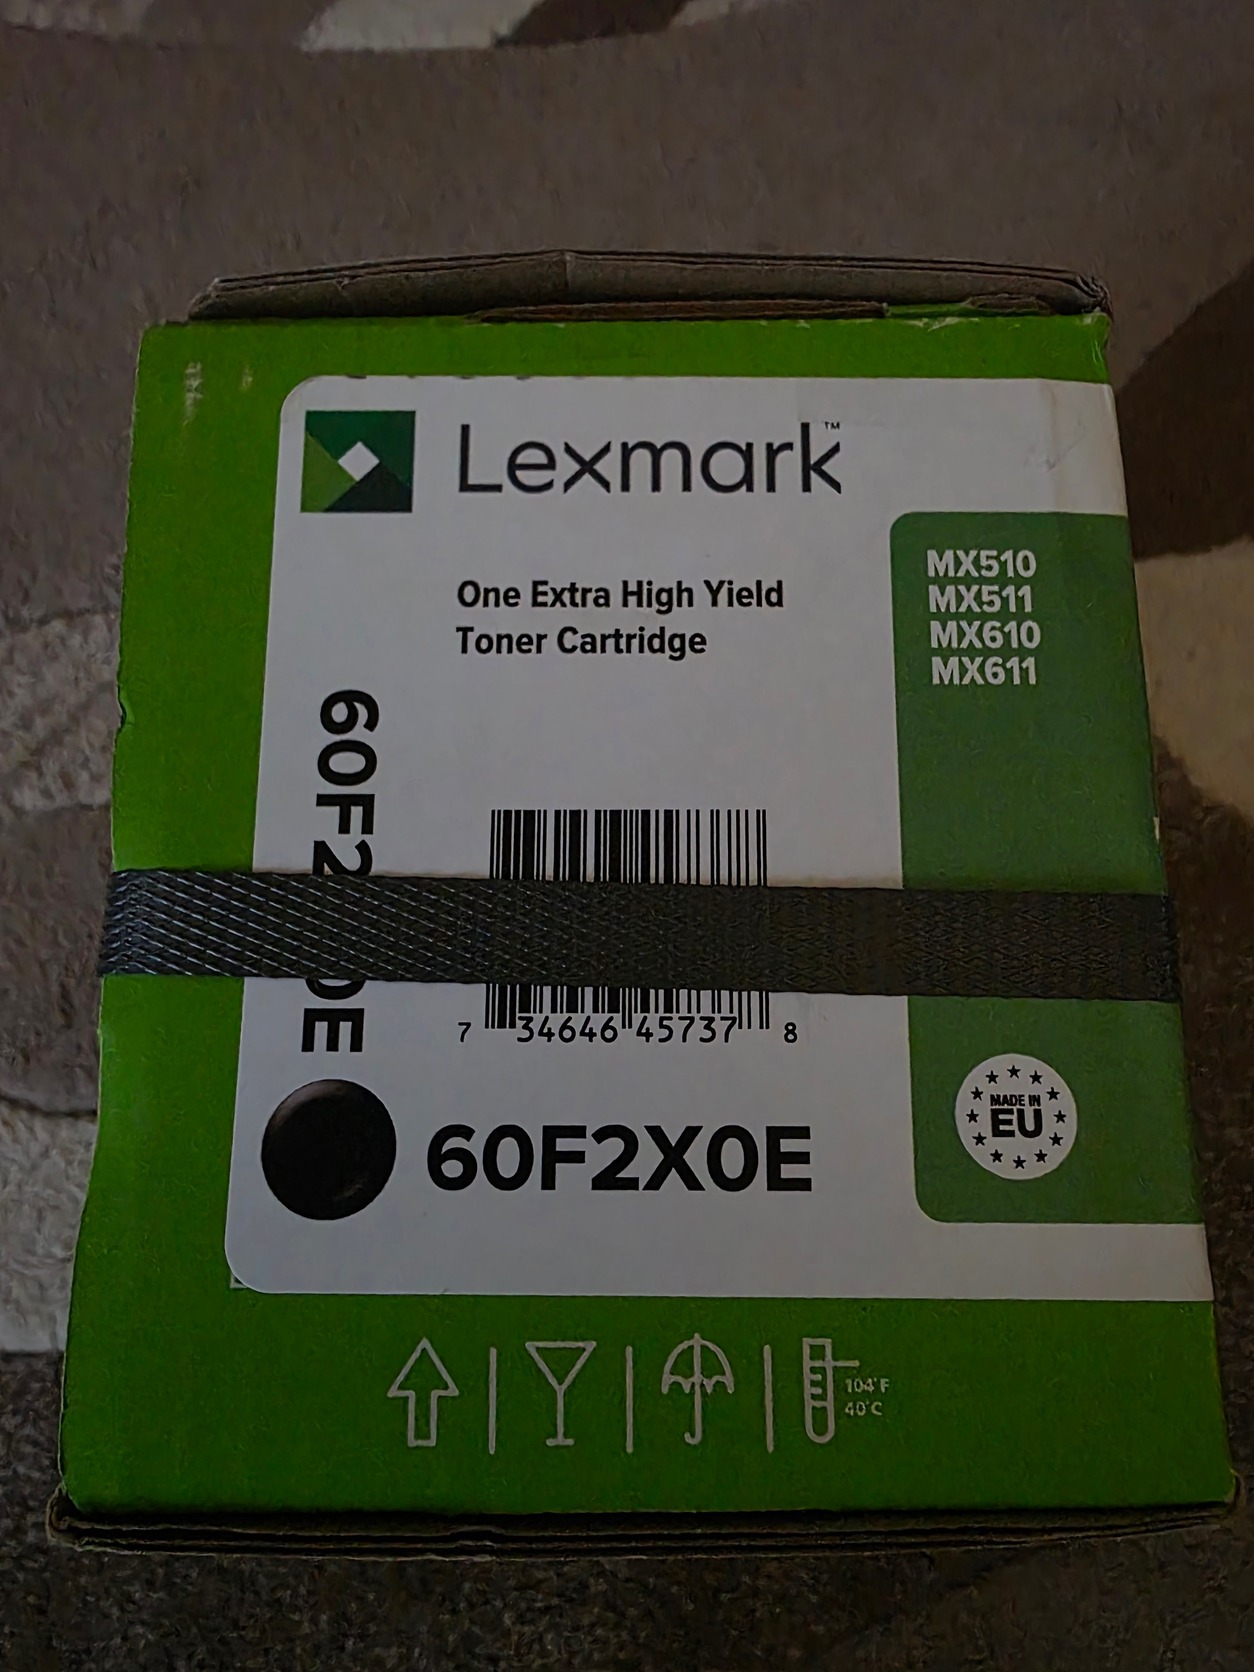 Lexmark™
One Extra High Yield
Toner Cartridge
MX510
MX511
MX610
MX611
7 34646 45737 8
60F2X0E
MADE IN
EU
104°F
40°C